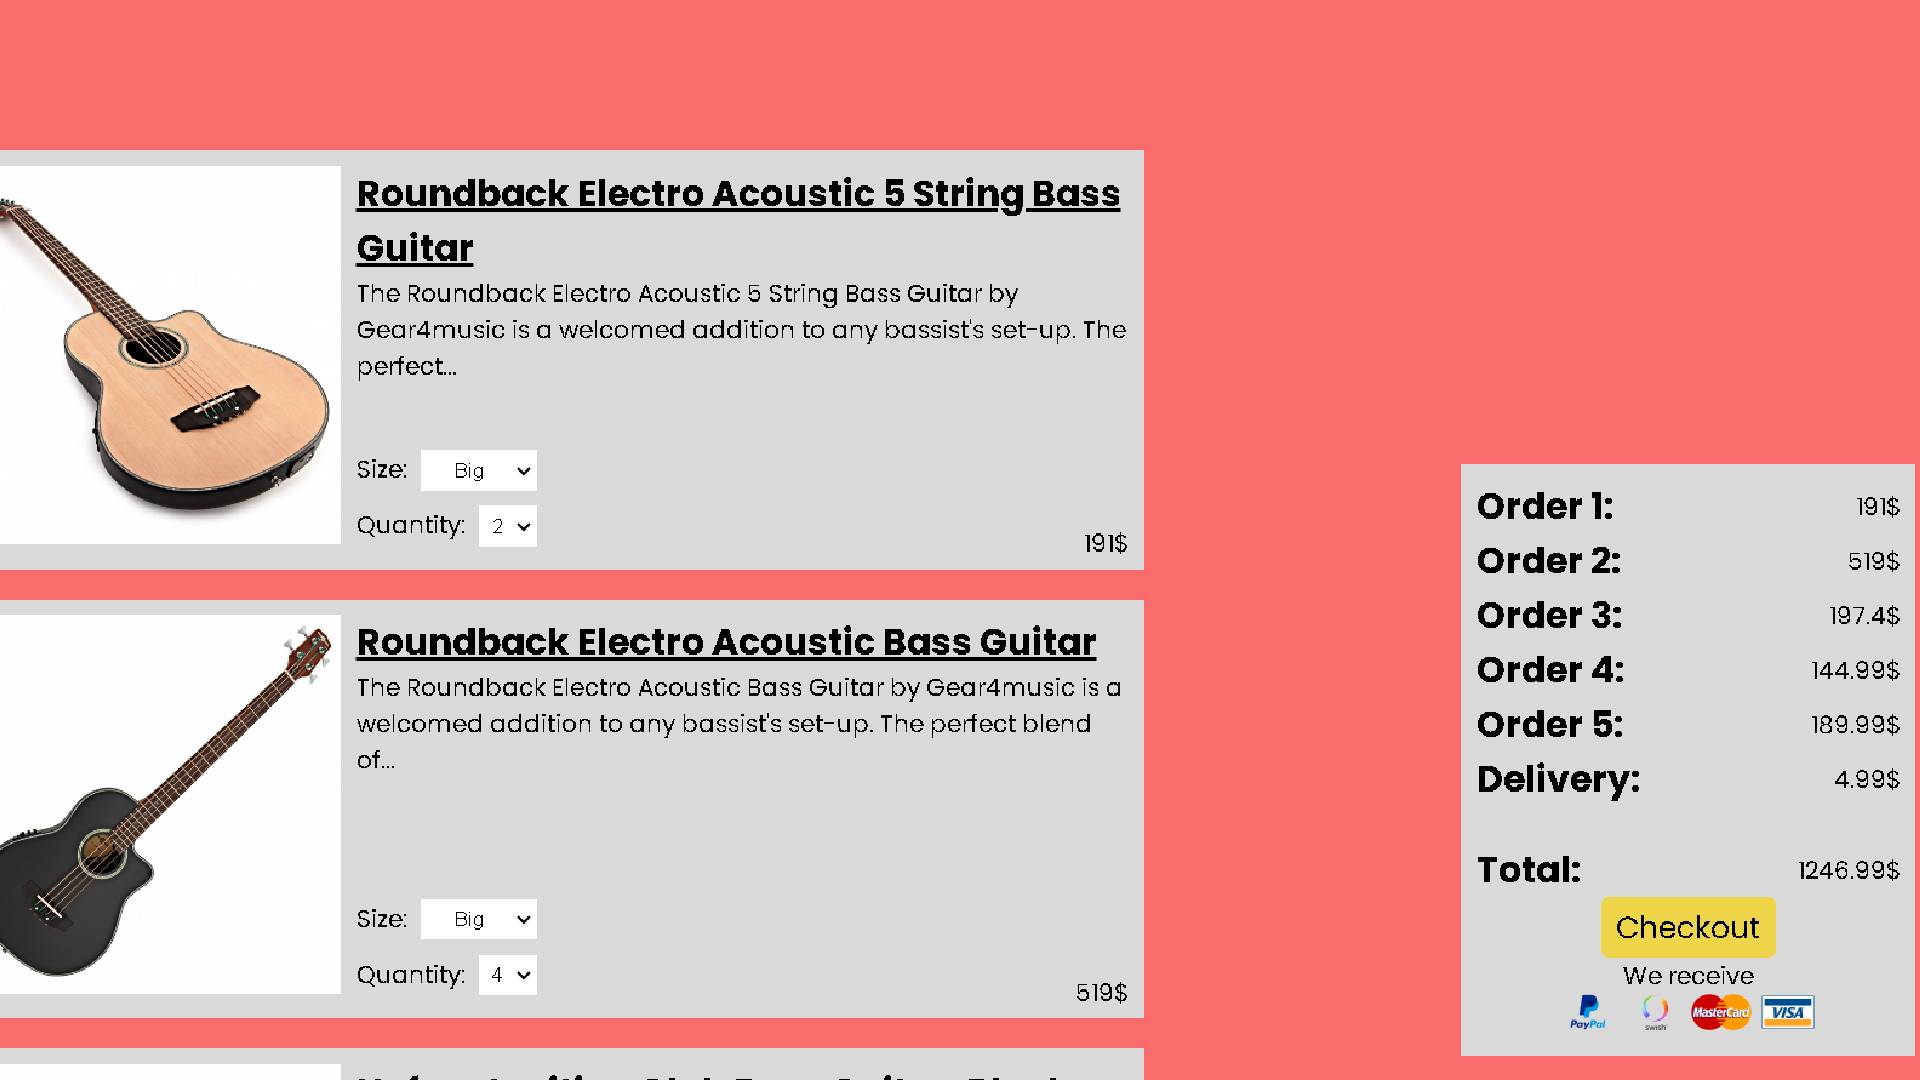 Roundback Electro Acoustic 5 String Bass
Guitar
The Roundback Electro Acoustic 5 String Bass Guitar by
Gear4music is a welcomed addition to any bassist's set-up. The
perfect...
Size: Big
Quantity: 2
191$
Roundback Electro Acoustic Bass Guitar
The Roundback Electro Acoustic Bass Guitar by Gear4music is a
welcomed addition to any bassist's set-up. The perfect blend
of...
Size: Big
Quantity: 4
519$
Order 1: 191$
Order 2: 519$
Order 3: 197.4$
Order 4: 144.99$
Order 5: 189.99$
Delivery: 4.99$
Total: 1246.99$
Checkout
We receive
PayPal swish MasterCard VISA